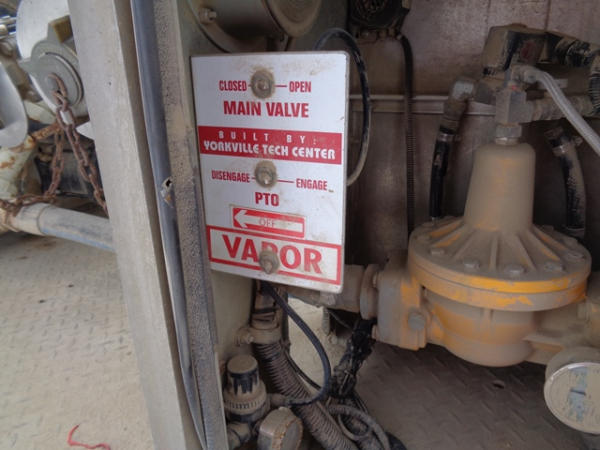 CLOSED OPEN
MAIN VALVE
BUILT BY:
YORKVILLE TECH CENTER
DISENGAGE ENGAGE
PTO
OFF
VAPOR